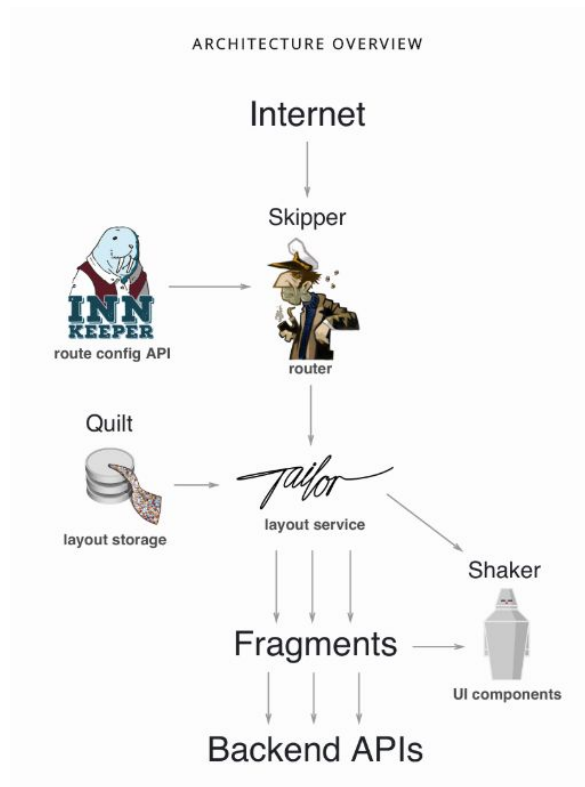 ARCHITECTURE OVERVIEW
Internet
Skipper
INN
KEEPER
route config API
router
Quilt
Tailor
layout storage
layout service
Shaker
Fragments
UI components
Backend APIs